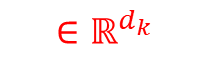 ∈ ℝ^{d_k}